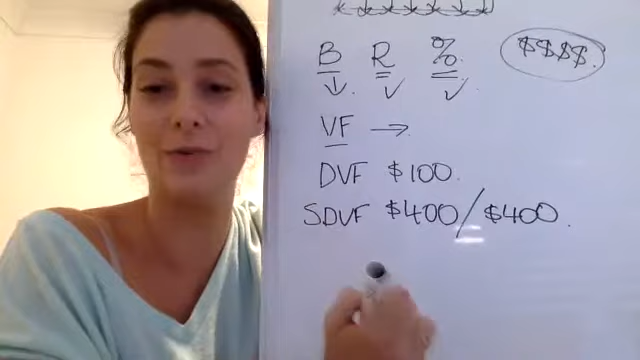 B R % $$$$.
VF →
DVF $100.
SDVF $400/$400.